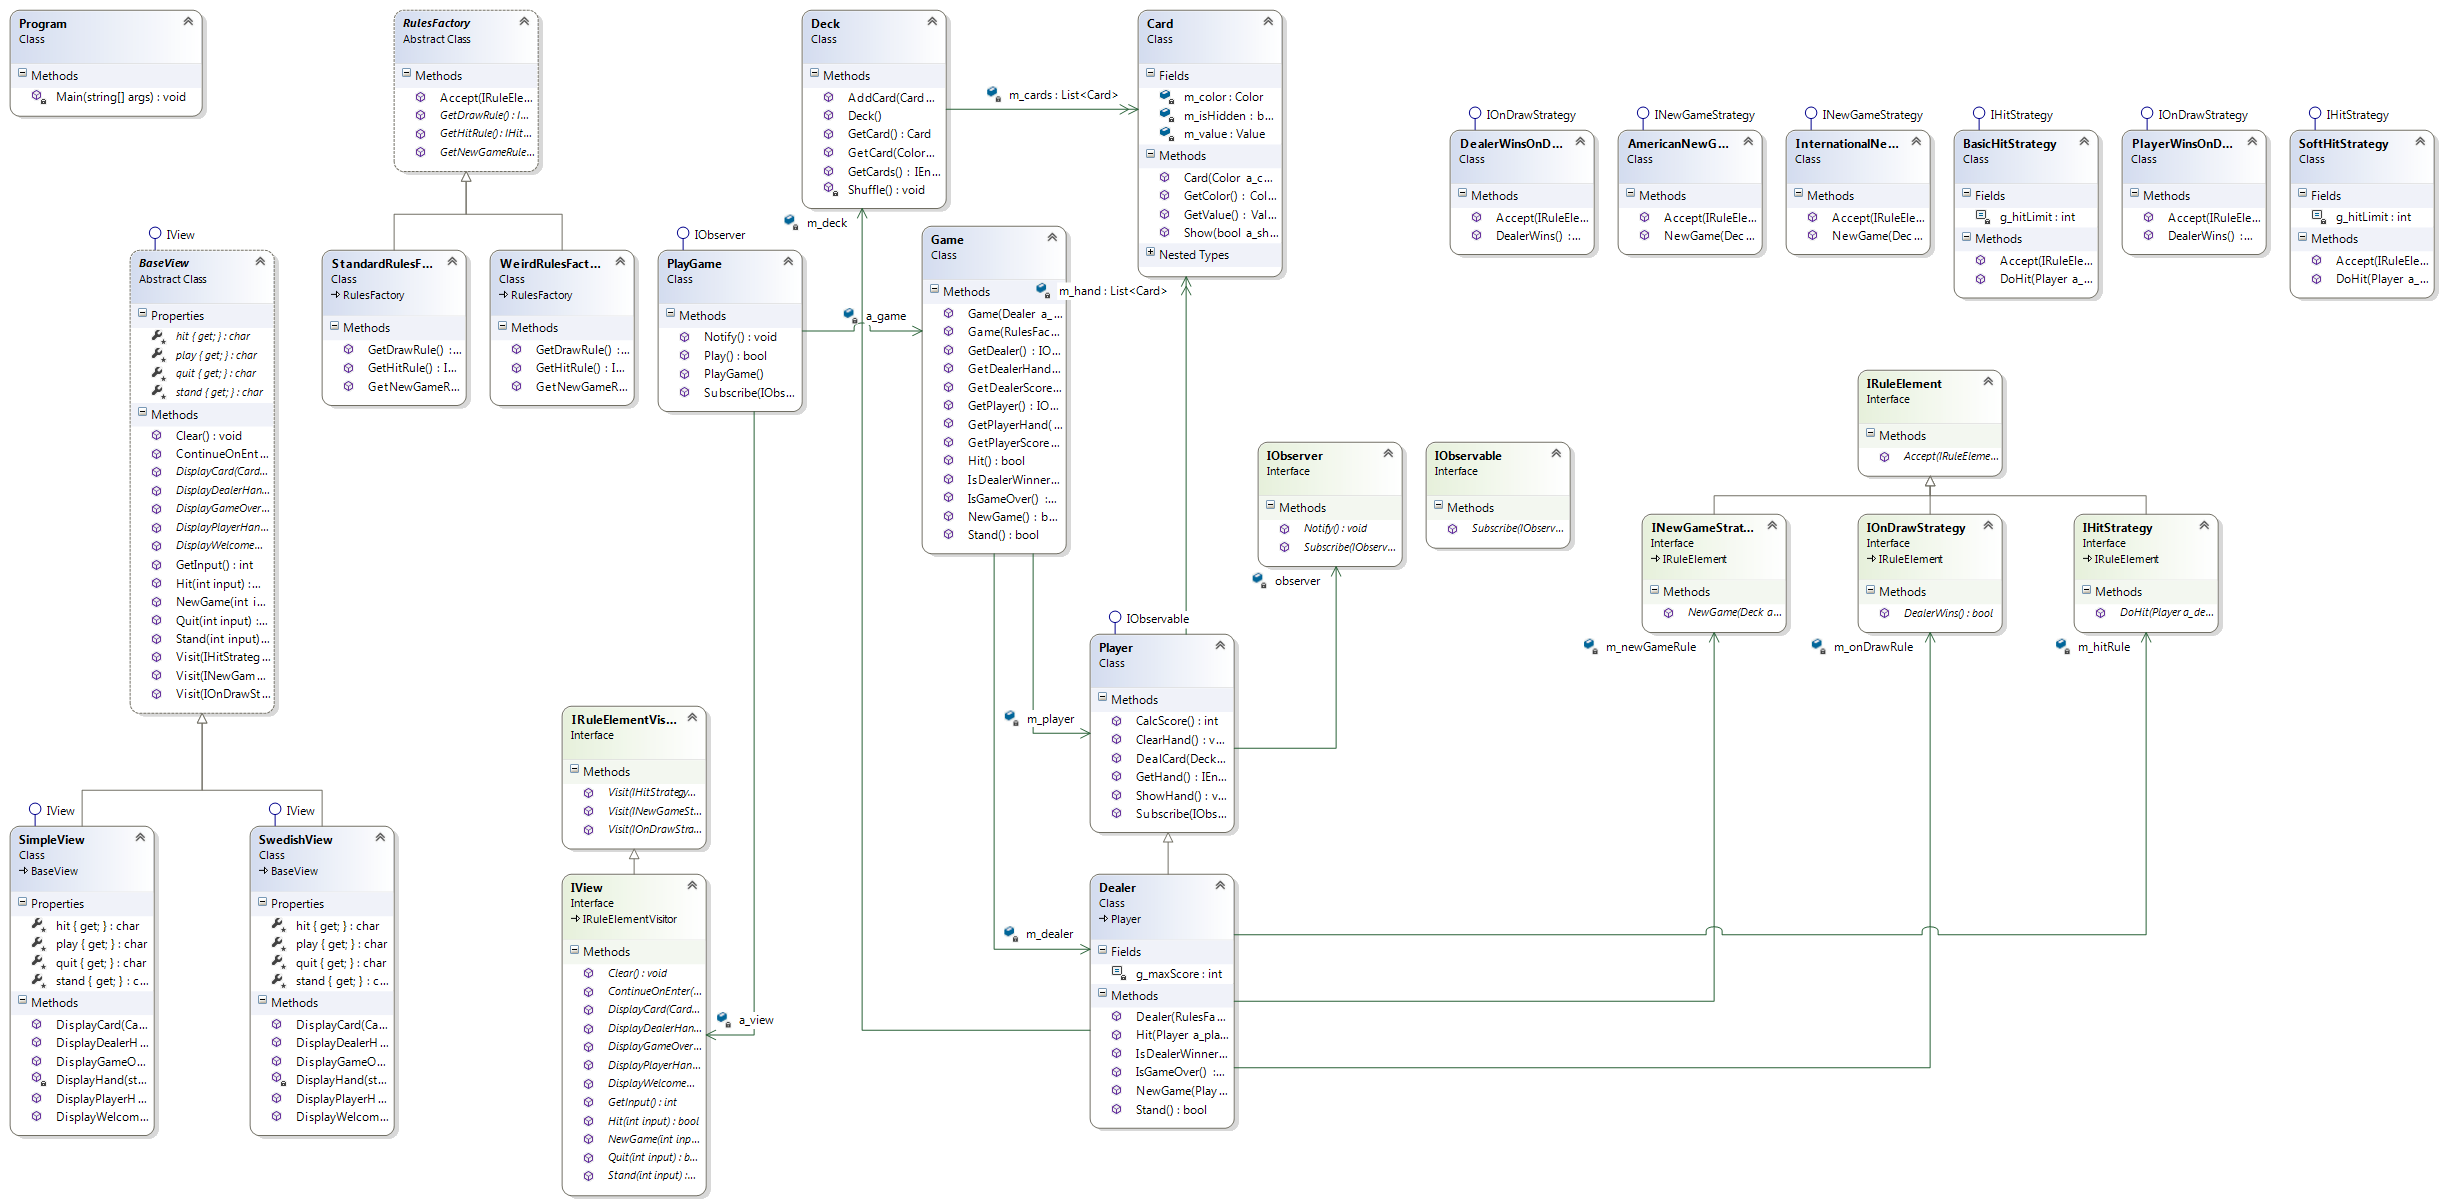 Program
Class
Methods
Main(string[] args) : void
RulesFactory
Abstract Class
Methods
Accept(IRuleEle...
GetDrawRule() : I...
GetHitRule() : IHit...
GetNewGameRule...
Deck
Class
Methods
AddCard(Card ...
Deck()
GetCard() : Card
GetCard(Color...
GetCards() : IEn...
Shuffle() : void
m_cards : List<Card>
Card
Class
Fields
m_color : Color
m_isHidden : b...
m_value : Value
Methods
Card(Color a_c...
GetColor() : Col...
GetValue() : Val...
Show(bool a_sh...
Nested Types
IOnDrawStrategy
DealerWinsOnD...
Class
Methods
Accept(IRuleEle...
DealerWins() :...
INewGameStrategy
AmericanNewG...
Class
Methods
Accept(IRuleEle...
NewGame(Dec...
INewGameStrategy
InternationalNe...
Class
Methods
Accept(IRuleEle...
NewGame(Dec...
IHitStrategy
BasicHitStrategy
Class
Fields
g_hitLimit : int
Methods
Accept(IRuleEle...
DoHit(Player a_...
IOnDrawStrategy
PlayerWinsOnD...
Class
Methods
Accept(IRuleEle...
DealerWins() :...
IHitStrategy
SoftHitStrategy
Class
Fields
g_hitLimit : int
Methods
Accept(IRuleEle...
DoHit(Player a_...
IView
BaseView
Abstract Class
Properties
hit { get; } : char
play { get; } : char
quit { get; } : char
stand { get; } : char
Methods
Clear() : void
ContinueOnEnt...
DisplayCard(Card...
DisplayDealerHan...
DisplayGameOver...
DisplayPlayerHan...
DisplayWelcome...
GetInput() : int
Hit(int input) :...
NewGame(int i...
Quit(int input) :...
Stand(int input)...
Visit(IHitStrateg...
Visit(INewGam...
Visit(IOnDrawSt...
StandardRulesF...
Class
RulesFactory
Methods
GetDrawRule() :...
GetHitRule() : I...
GetNewGameR...
WeirdRulesFact...
Class
RulesFactory
Methods
GetDrawRule() :...
GetHitRule() : I...
GetNewGameR...
IObserver
PlayGame
Class
Methods
Notify() : void
Play() : bool
PlayGame()
Subscribe(IObs...
m_deck
a_game
Game
Class
Methods
Game(Dealer a_...
Game(RulesFac...
GetDealer() : IO...
GetDealerHand...
GetDealerScore...
GetPlayer() : IO...
GetPlayerHand(...
GetPlayerScore...
Hit() : bool
IsDealerWinner...
IsGameOver() :...
NewGame() : b...
Stand() : bool
m_hand : List<Card>
IObserver
Interface
Methods
Notify() : void
Subscribe(IObserv...
observer
IObservable
Interface
Methods
Subscribe(IObserv...
IRuleElement
Interface
Methods
Accept(IRuleEleme...
INewGameStrat...
Interface
IRuleElement
Methods
NewGame(Deck a...
m_newGameRule
IOnDrawStrategy
Interface
IRuleElement
Methods
DealerWins() : bool
m_onDrawRule
IHitStrategy
Interface
IRuleElement
Methods
DoHit(Player a_de...
m_hitRule
IObservable
Player
Class
Methods
CalcScore() : int
ClearHand() : v...
DealCard(Deck...
GetHand() : IEn...
ShowHand() : v...
Subscribe(IObs...
m_player
IRuleElementVis...
Interface
Methods
Visit(IHitStrategy...
Visit(INewGameSt...
Visit(IOnDrawStra...
IView
SimpleView
Class
BaseView
Properties
hit { get; } : char
play { get; } : char
quit { get; } : char
stand { get; } : c...
Methods
DisplayCard(Ca...
DisplayDealerH...
DisplayGameO...
DisplayHand(st...
DisplayPlayerH...
DisplayWelcom...
IView
SwedishView
Class
BaseView
Properties
hit { get; } : char
play { get; } : char
quit { get; } : char
stand { get; } : c...
Methods
DisplayCard(Ca...
DisplayDealerH...
DisplayGameO...
DisplayHand(st...
DisplayPlayerH...
DisplayWelcom...
IView
Interface
IRuleElementVisitor
Methods
Clear() : void
ContinueOnEnter(...
DisplayCard(Card...
DisplayDealerHan...
DisplayGameOver...
DisplayPlayerHan...
DisplayWelcome...
GetInput() : int
Hit(int input) : bool
NewGame(int inp...
Quit(int input) : b...
Stand(int input) :...
a_view
m_dealer
Dealer
Class
Player
Fields
g_maxScore : int
Methods
Dealer(RulesFa...
Hit(Player a_pla...
IsDealerWinner...
IsGameOver() :...
NewGame(Play...
Stand() : bool